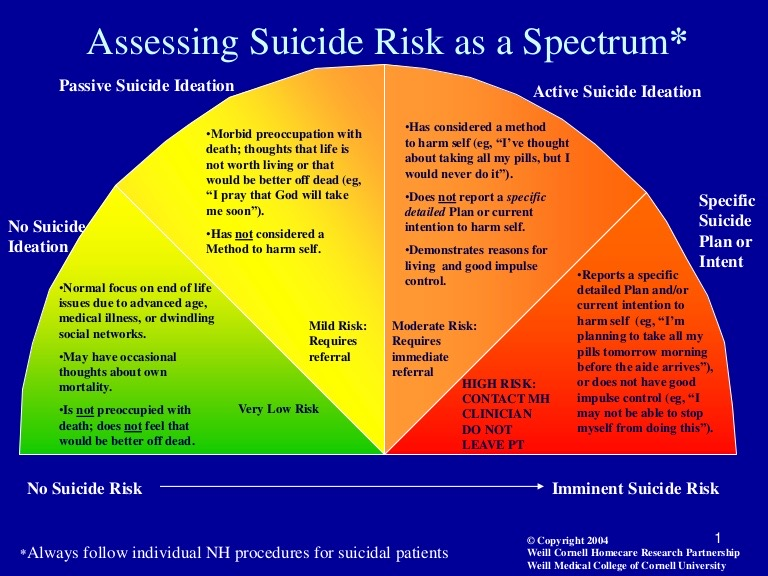 Assessing Suicide Risk as a Spectrum*
Passive Suicide Ideation
Active Suicide Ideation
No Suicide
Ideation
Specific
Suicide
Plan or
Intent
•Normal focus on end of life
issues due to advanced age,
medical illness, or dwindling
social networks.
•May have occasional
thoughts about own
mortality.
•Is not preoccupied with
death; does not feel that
would be better off dead.
Very Low Risk
•Morbid preoccupation with
death; thoughts that life is
not worth living or that
would be better off dead (eg,
“I pray that God will take
me soon”).
•Has not considered a
Method to harm self.
Mild Risk:
Requires
referral
•Has considered a method
to harm self (eg, “I’ve thought
about taking all my pills, but I
would never do it”).
•Does not report a specific
detailed Plan or current
intention to harm self.
•Demonstrates reasons for
living and good impulse
control.
Moderate Risk:
Requires
immediate
referral
•Reports a specific
detailed Plan and/or
current intention to
harm self (eg, “I’m
planning to take all my
pills tomorrow morning
before the aide arrives”),
or does not have good
impulse control (eg, “I
may not be able to stop
myself from doing this”).
HIGH RISK:
CONTACT MH
CLINICIAN
DO NOT
LEAVE PT
No Suicide Risk
Imminent Suicide Risk
*Always follow individual NH procedures for suicidal patients
© Copyright 2004
Weill Cornell Homecare Research Partnership
Weill Medical College of Cornell University
1